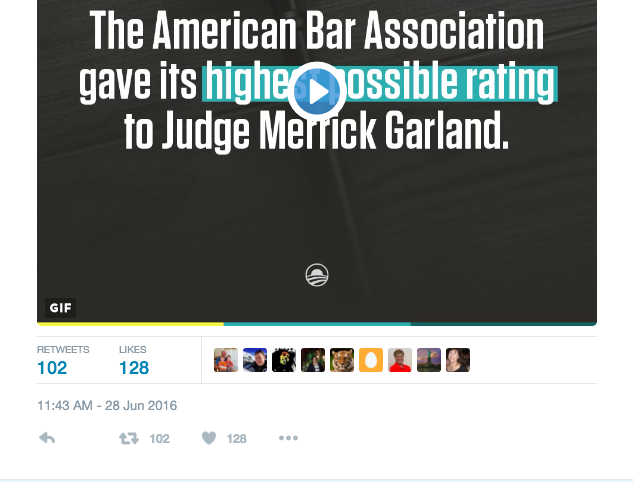 The American Bar Association
gave its highest possible rating
to Judge Merrick Garland.
GIF
RETWEETS LIKES
102 128
11:43 AM - 28 Jun 2016
102 128